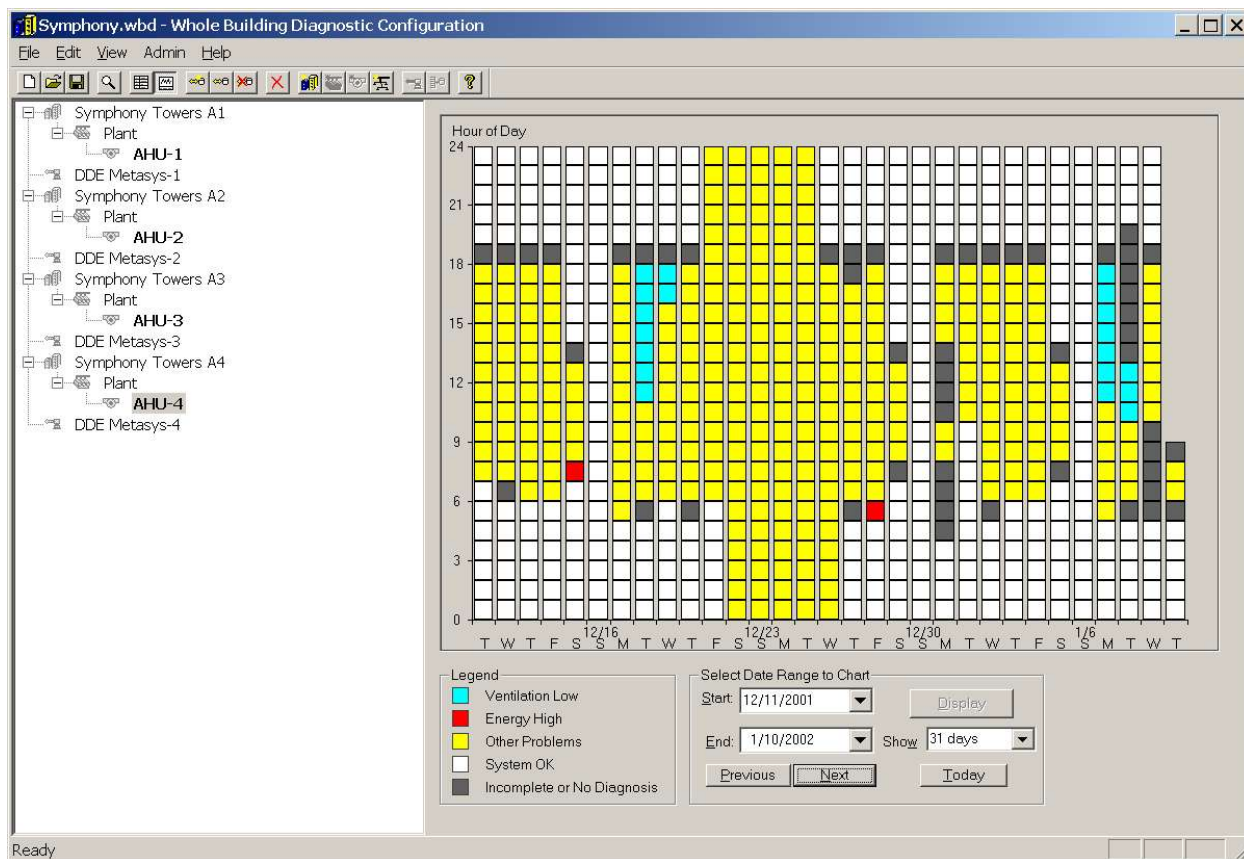 Symphony.wbd - Whole Building Diagnostic Configuration
File Edit View Admin Help
Symphony Towers A1
Plant
AHU-1
DDE Metasys-1
Symphony Towers A2
Plant
AHU-2
DDE Metasys-2
Symphony Towers A3
Plant
AHU-3
DDE Metasys-3
Symphony Towers A4
Plant
AHU-4
DDE Metasys-4
Hour of Day
24
21
18
15
12
9
6
3
0
12/16 12/23 12/30 1/6
T W T F S S M T W T F S S M T W T F S S M T W T F S S M T W T
Legend
Ventilation Low
Energy High
Other Problems
System OK
Incomplete or No Diagnosis
Select Date Range to Chart
Start: 12/11/2001 Display
End: 1/10/2002 Show 31 days
Previous Next Today
Ready